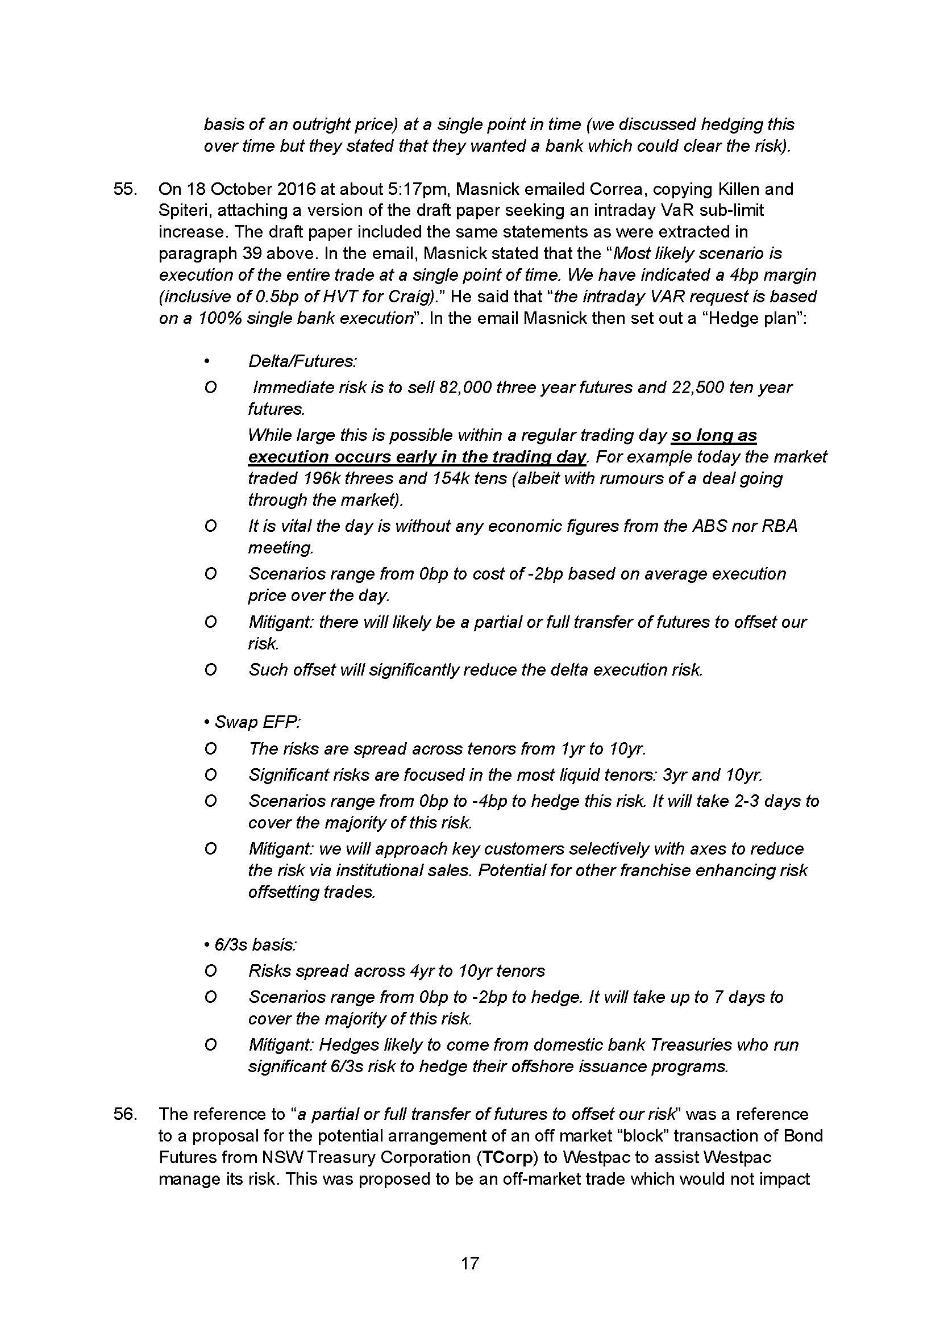 basis of an outright price) at a single point in time (we discussed hedging this
over time but they stated that they wanted a bank which could clear the risk).
55. On 18 October 2016 at about 5:17pm, Masnick emailed Correa, copying Killen and
Spiteri, attaching a version of the draft paper seeking an intraday VaR sub-limit
increase. The draft paper included the same statements as were extracted in
paragraph 39 above. In the email, Masnick stated that the “Most likely scenario is
execution of the entire trade at a single point of time. We have indicated a 4bp margin
(inclusive of 0.5bp of HVT for Craig).” He said that “the intraday VAR request is based
on a 100% single bank execution”. In the email Masnick then set out a “Hedge plan”:
• Delta/Futures:
O Immediate risk is to sell 82,000 three year futures and 22,500 ten year
futures.
While large this is possible within a regular trading day so long as
execution occurs early in the trading day. For example today the market
traded 196k threes and 154k tens (albeit with rumours of a deal going
through the market).
O It is vital the day is without any economic figures from the ABS nor RBA
meeting.
O Scenarios range from 0bp to cost of -2bp based on average execution
price over the day.
O Mitigant: there will likely be a partial or full transfer of futures to offset our
risk.
O Such offset will significantly reduce the delta execution risk.
• Swap EFP:
O The risks are spread across tenors from 1yr to 10yr.
O Significant risks are focused in the most liquid tenors: 3yr and 10yr.
O Scenarios range from 0bp to -4bp to hedge this risk. It will take 2-3 days to
cover the majority of this risk.
O Mitigant: we will approach key customers selectively with axes to reduce
the risk via institutional sales. Potential for other franchise enhancing risk
offsetting trades.
• 6/3s basis:
O Risks spread across 4yr to 10yr tenors
O Scenarios range from 0bp to -2bp to hedge. It will take up to 7 days to
cover the majority of this risk.
O Mitigant: Hedges likely to come from domestic bank Treasuries who run
significant 6/3s risk to hedge their offshore issuance programs.
56. The reference to “a partial or full transfer of futures to offset our risk” was a reference
to a proposal for the potential arrangement of an off market “block” transaction of Bond
Futures from NSW Treasury Corporation (TCorp) to Westpac to assist Westpac
manage its risk. This was proposed to be an off-market trade which would not impact
17